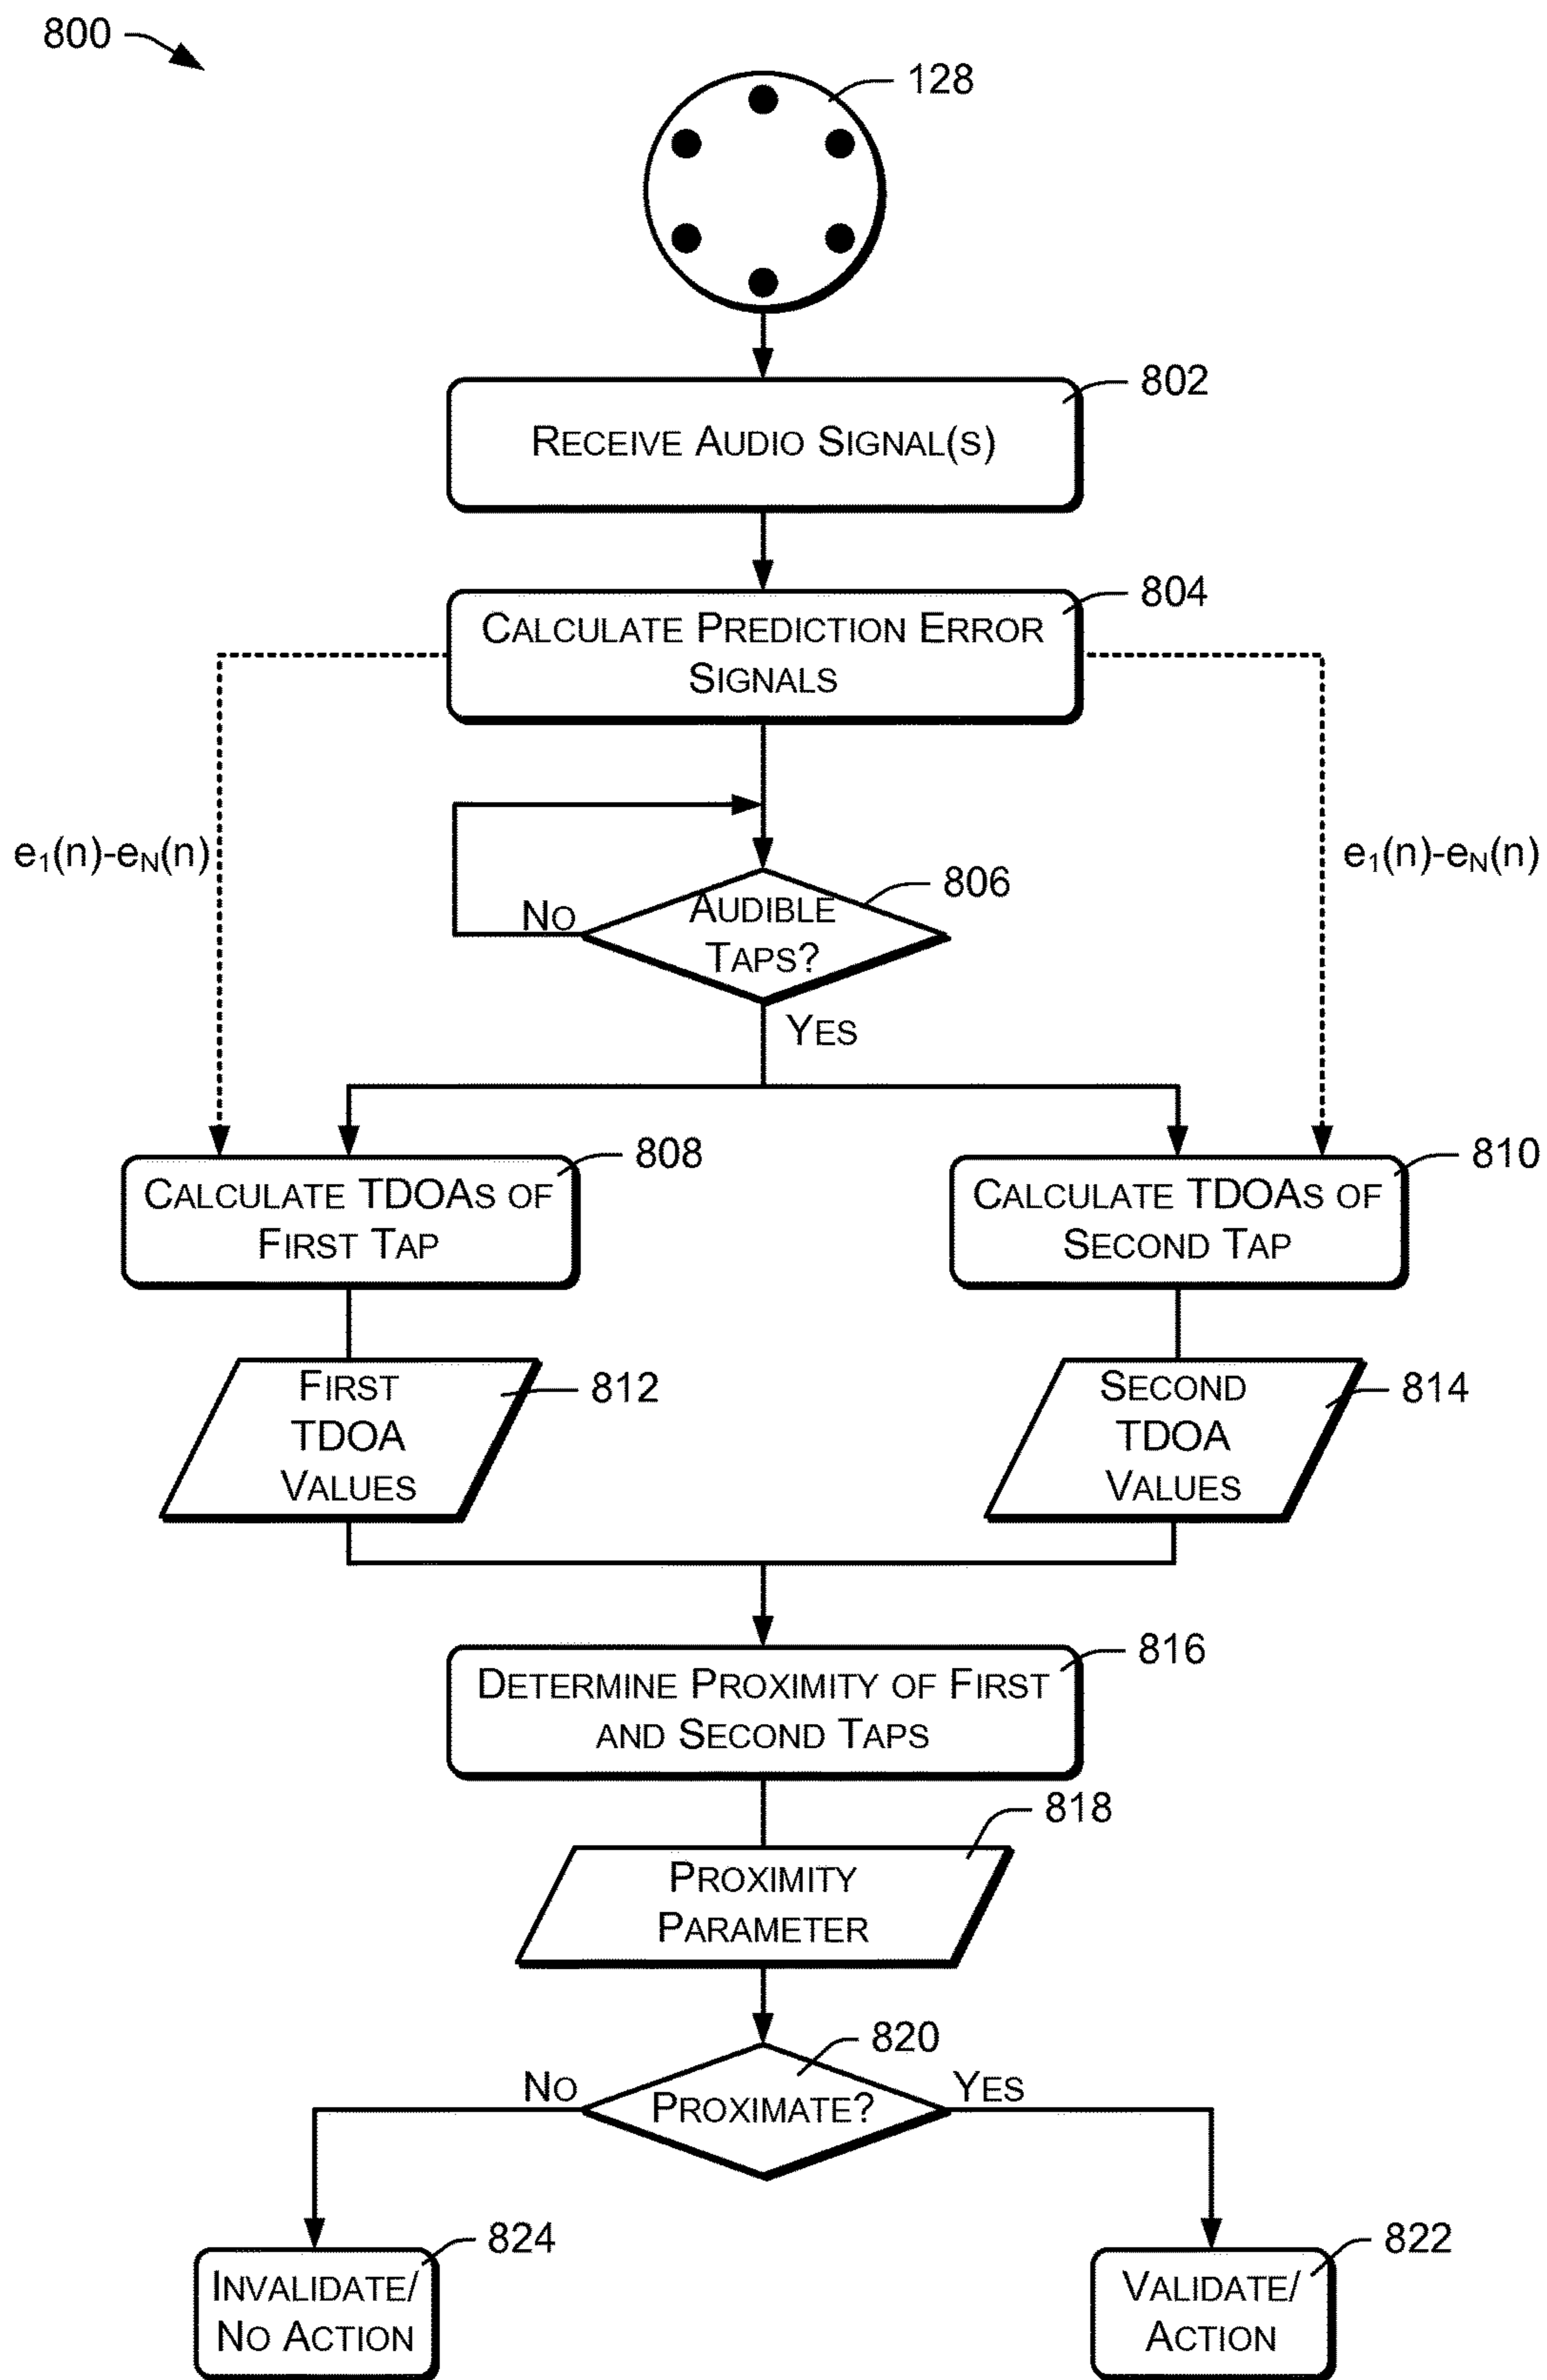 800
128
802
RECEIVE AUDIO SIGNAL(S)
804
CALCULATE PREDICTION ERROR
SIGNALS
e1(n)-eN(n)
e1(n)-eN(n)
806
NO
AUDIBLE
TAPS?
YES
808
810
CALCULATE TDOAS OF
FIRST TAP
CALCULATE TDOAS OF
SECOND TAP
812
FIRST
TDOA
VALUES
814
SECOND
TDOA
VALUES
816
DETERMINE PROXIMITY OF FIRST
AND SECOND TAPS
818
PROXIMITY
PARAMETER
820
NO
PROXIMATE?
YES
824
INVALIDATE/
NO ACTION
822
VALIDATE/
ACTION